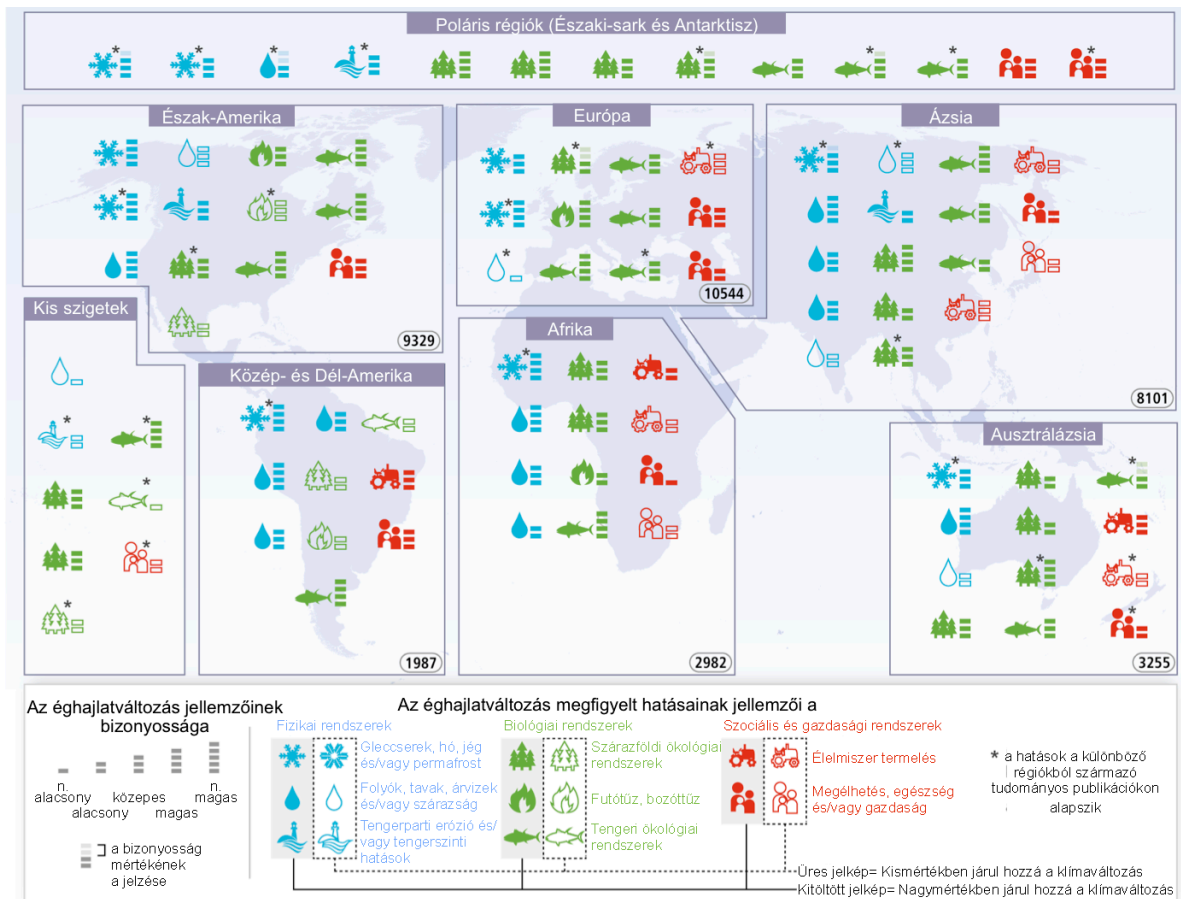 Poláris régiók (Északi-sark és Antarktisz)
* * * * * * * *
Észak-Amerika
* * *
9329
Európa
* * * * * *
10544
Ázsia
* * *
8101
Kis szigetek
* * * * *
Közép- és Dél-Amerika
*
1987
Afrika
*
2982
Ausztrálázsia
* * * * *
3255
Az éghajlatváltozás jellemzőinek
bizonyossága
n.
alacsony
alacsony
közepes
magas
n.
magas
a bizonyosság
mértékének
a jelzése
Az éghajlatváltozás megfigyelt hatásainak jellemzői a
Fizikai rendszerek
Gleccserek, hó, jég
és/vagy permafrost
Folyók, tavak, árvizek
és/vagy szárazság
Tengerparti erózió és/
vagy tengerszinti
hatások
Biológiai rendszerek
Szárazföldi ökológiai
rendszerek
Futótűz, bozóttűz
Tengeri ökológiai
rendszerek
Szociális és gazdasági rendszerek
Élelmiszer termelés
Megélhetés, egészség
és/vagy gazdaság
* a hatások a különböző
régiókból származó
tudományos publikációkon
alapszik
Üres jelkép= Kismértékben járul hozzá a klímaváltozás
Kitöltött jelkép= Nagymértékben járul hozzá a klímaváltozás